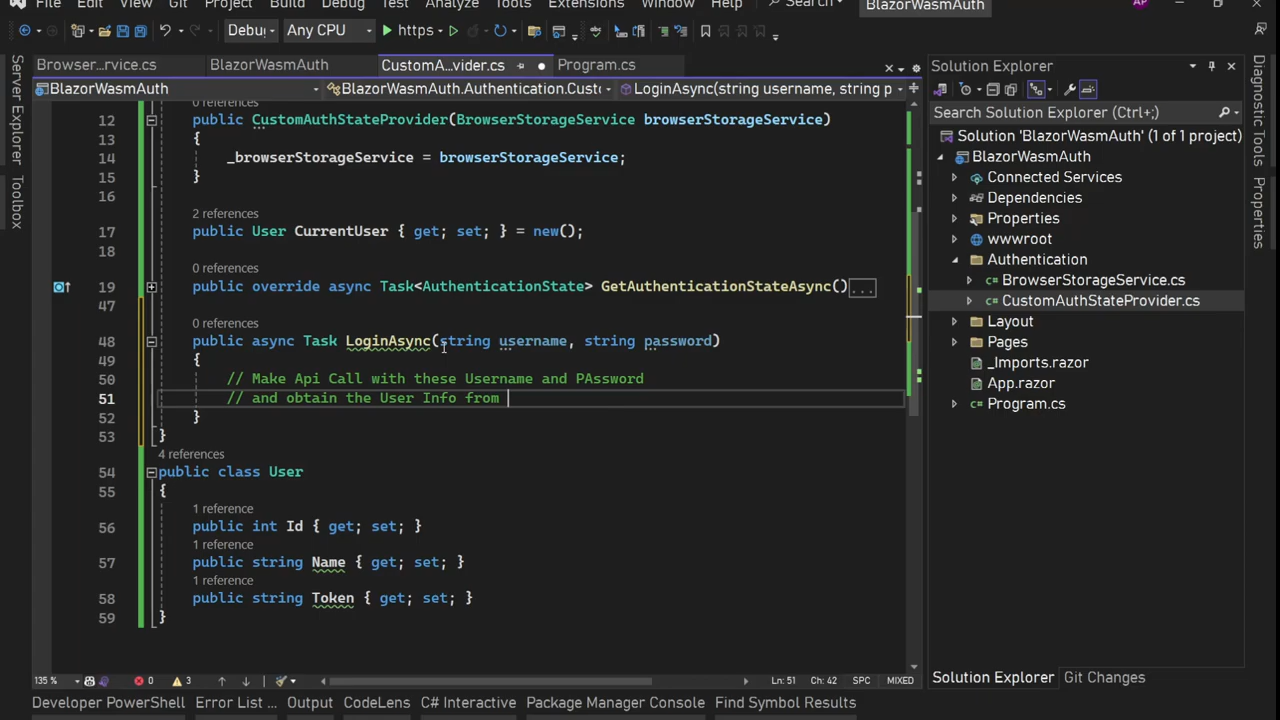 File Edit View Git Project Build Debug Test Analyze Tools Extensions Window Help Search BlazorWasmAuth AP
Debu Any CPU https
Browser...rvice.cs BlazorWasmAuth CustomA...vider.cs Program.cs
BlazorWasmAuth BlazorWasmAuth.Authentication.Custo LoginAsync(string username, string p
0 references
12 public CustomAuthStateProvider(BrowserStorageService browserStorageService)
13 {
14 _browserStorageService = browserStorageService;
15 }
16
2 references
17 public User CurrentUser { get; set; } = new();
18
0 references
19 public override async Task<AuthenticationState> GetAuthenticationStateAsync()...
47
0 references
48 public async Task LoginAsync(string username, string password)
49 {
50 // Make Api Call with these Username and PAssword
51 // and obtain the User Info from
52 }
53 }
4 references
54 public class User
55 {
1 reference
56 public int Id { get; set; }
1 reference
57 public string Name { get; set; }
1 reference
58 public string Token { get; set; }
59 }
135 % 0 3 Ln: 51 Ch: 42 SPC MIXED
Developer PowerShell Error List ... Output CodeLens C# Interactive Package Manager Console Find Symbol Results
Server Explorer
Toolbox
Solution Explorer
Search Solution Explorer (Ctrl+;)
Solution 'BlazorWasmAuth' (1 of 1 project)
BlazorWasmAuth
Connected Services
Dependencies
Properties
wwwroot
Authentication
C# BrowserStorageService.cs
C# CustomAuthStateProvider.cs
Layout
Pages
_Imports.razor
App.razor
C# Program.cs
Solution Explorer Git Changes
Diagnostic Tools
Properties